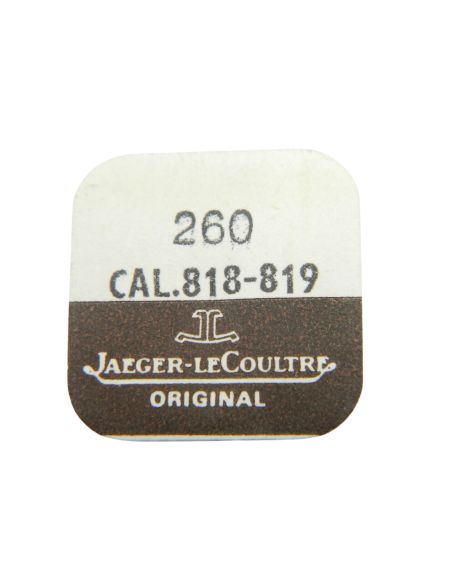 260
CAL.818-819
JL
JAEGER-LECOULTRE
ORIGINAL